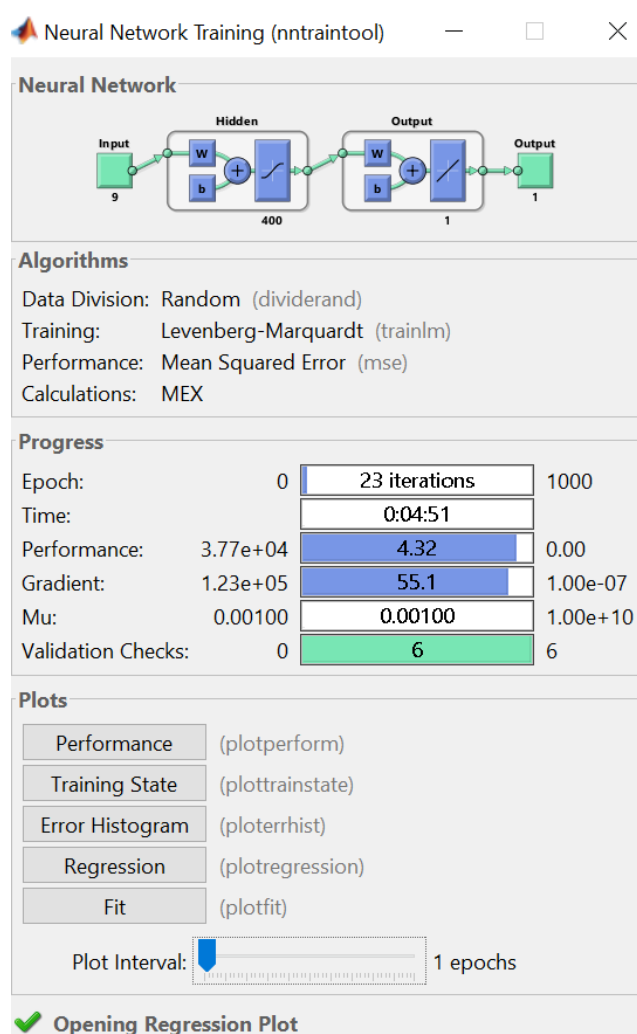 Neural Network Training (nntraintool)
Neural Network
Hidden Output
Input Output
W W
b b
9 400 1 1
Algorithms
Data Division: Random (dividerand)
Training: Levenberg-Marquardt (trainlm)
Performance: Mean Squared Error (mse)
Calculations: MEX
Progress
Epoch: 0 23 iterations 1000
Time: 0:04:51
Performance: 3.77e+04 4.32 0.00
Gradient: 1.23e+05 55.1 1.00e-07
Mu: 0.00100 0.00100 1.00e+10
Validation Checks: 0 6 6
Plots
Performance (plotperform)
Training State (plottrainstate)
Error Histogram (ploterrhist)
Regression (plotregression)
Fit (plotfit)
Plot Interval: 1 epochs
Opening Regression Plot